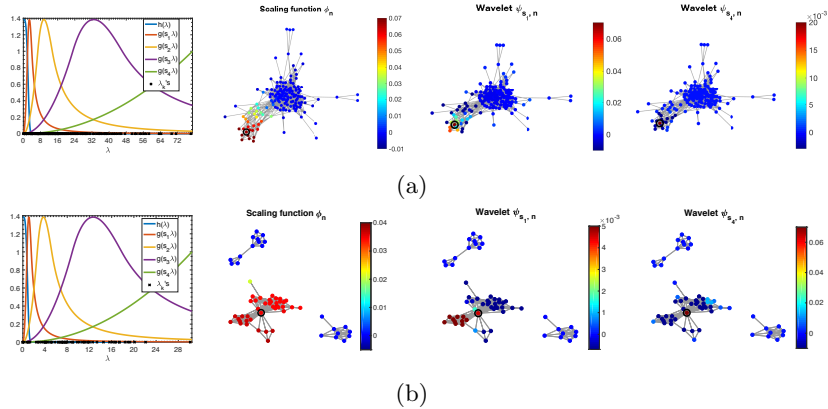 Scaling function ϕn
Wavelet ψs1, n
Wavelet ψs4, n
×10-3
1.4
1.2
1
0.8
0.6
0.4
0.2
0
h(λ)
g(s1λ)
g(s2λ)
g(s3λ)
g(s4λ)
λk's
0 8 16 24 32 40 48 56 64 72
λ
0.07
0.06
0.05
0.04
0.03
0.02
0.01
0
-0.01
0.06
0.04
0.02
0
20
15
10
5
0
(a)
Scaling function ϕn
Wavelet ψs1, n
Wavelet ψs4, n
1.4
1.2
1
0.8
0.6
0.4
0.2
0
h(λ)
g(s1λ)
g(s2λ)
g(s3λ)
g(s4λ)
λk's
0 4 8 12 16 20 24 28
λ
0.04
0.03
0.02
0.01
0
×10-3
5
4
3
2
1
0
0.06
0.04
0.02
0
(b)